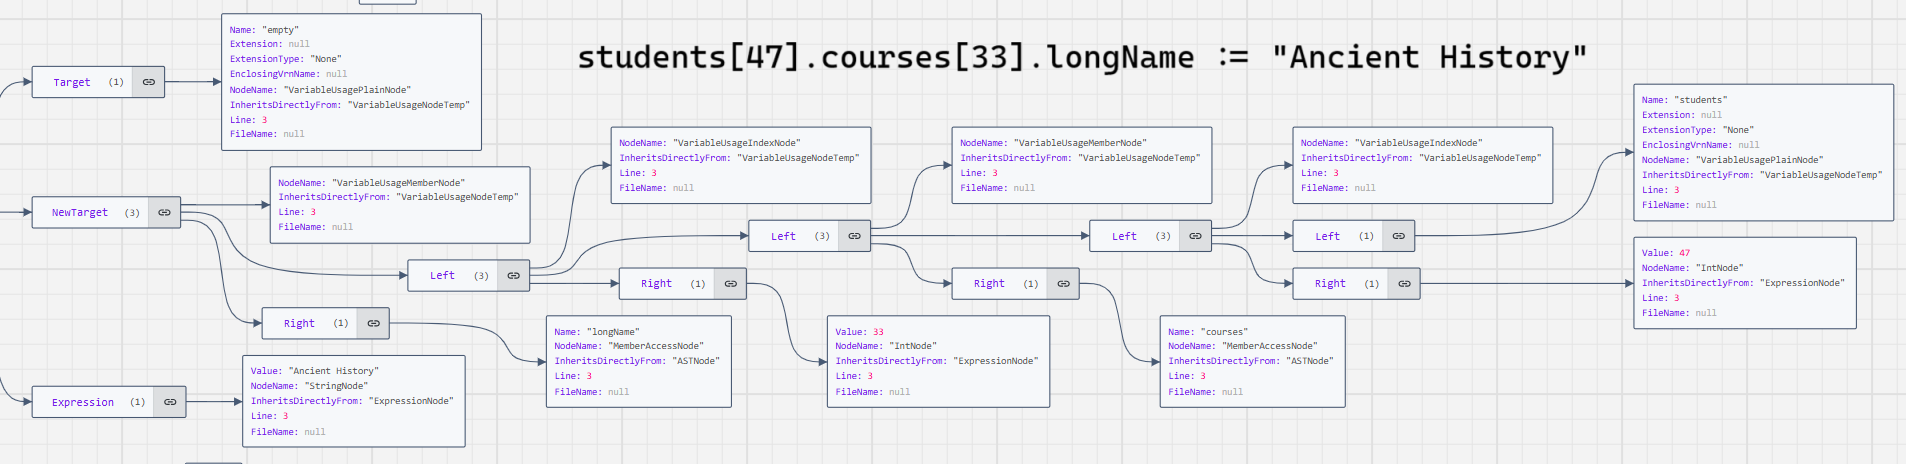 students[47].courses[33].longName := "Ancient History"
Target (1)
Name: "empty"
Extension: null
ExtensionType: "None"
EnclosingVrnName: null
NodeName: "VariableUsagePlainNode"
InheritsDirectlyFrom: "VariableUsageNodeTemp"
Line: 3
FileName: null
NewTarget (3)
NodeName: "VariableUsageMemberNode"
InheritsDirectlyFrom: "VariableUsageNodeTemp"
Line: 3
FileName: null
Left (3)
NodeName: "VariableUsageIndexNode"
InheritsDirectlyFrom: "VariableUsageNodeTemp"
Line: 3
FileName: null
Left (3)
NodeName: "VariableUsageMemberNode"
InheritsDirectlyFrom: "VariableUsageNodeTemp"
Line: 3
FileName: null
Left (3)
NodeName: "VariableUsageIndexNode"
InheritsDirectlyFrom: "VariableUsageNodeTemp"
Line: 3
FileName: null
Left (1)
Name: "students"
Extension: null
ExtensionType: "None"
EnclosingVrnName: null
NodeName: "VariableUsagePlainNode"
InheritsDirectlyFrom: "VariableUsageNodeTemp"
Line: 3
FileName: null
Right (1)
Value: 47
NodeName: "IntNode"
InheritsDirectlyFrom: "ExpressionNode"
Line: 3
FileName: null
Right (1)
Name: "courses"
NodeName: "MemberAccessNode"
InheritsDirectlyFrom: "ASTNode"
Line: 3
FileName: null
Right (1)
Value: 33
NodeName: "IntNode"
InheritsDirectlyFrom: "ExpressionNode"
Line: 3
FileName: null
Right (1)
Name: "longName"
NodeName: "MemberAccessNode"
InheritsDirectlyFrom: "ASTNode"
Line: 3
FileName: null
Expression (1)
Value: "Ancient History"
NodeName: "StringNode"
InheritsDirectlyFrom: "ExpressionNode"
Line: 3
FileName: null